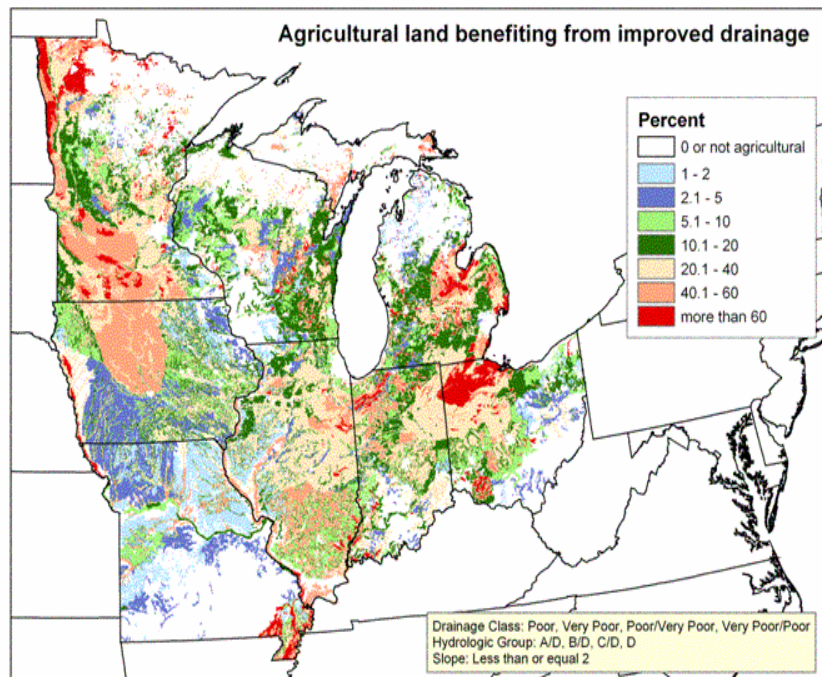 Agricultural land benefiting from improved drainage
Percent
0 or not agricultural
1 - 2
2.1 - 5
5.1 - 10
10.1 - 20
20.1 - 40
40.1 - 60
more than 60
Drainage Class: Poor, Very Poor, Poor/Very Poor, Very Poor/Poor
Hydrologic Group: A/D, B/D, C/D, D
Slope: Less than or equal 2